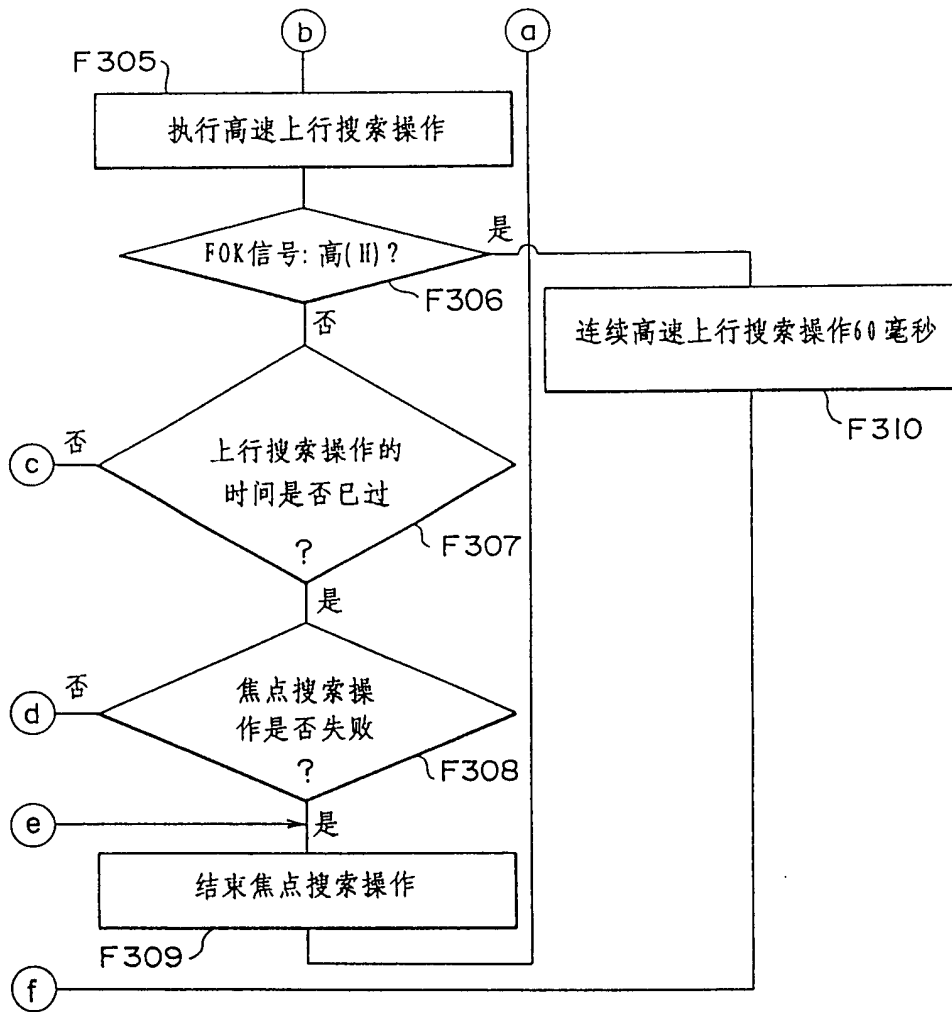 b
a
F305
执行高速上行搜索操作
FOK信号:高(H)?
是
F306
否
连续高速上行搜索操作60毫秒
F310
c
否
上行搜索操作的
时间是否已过
?
F307
是
d
否
焦点搜索操
作是否失败
?
F308
e
是
结束焦点搜索操作
F309
f